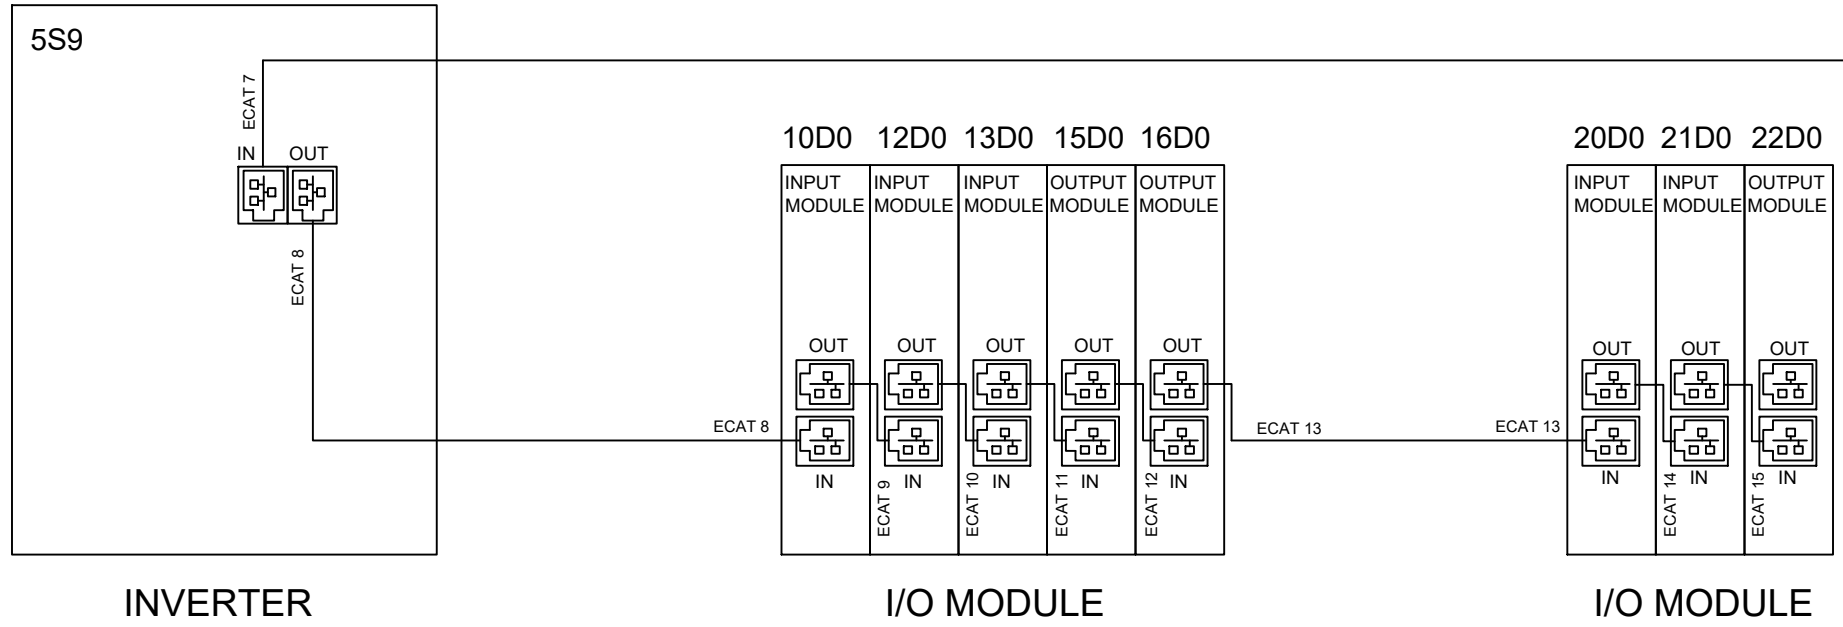 5S9
ECAT 7
IN OUT
ECAT 8
INVERTER
10D0 12D0 13D0 15D0 16D0
INPUT INPUT INPUT OUTPUT OUTPUT
MODULE MODULE MODULE MODULE MODULE
OUT OUT OUT OUT OUT
ECAT 8
IN IN IN IN IN
ECAT 9 ECAT 10 ECAT 11 ECAT 12
ECAT 13
I/O MODULE
20D0 21D0 22D0
INPUT INPUT OUTPUT
MODULE MODULE MODULE
OUT OUT OUT
ECAT 13
IN IN IN
ECAT 14 ECAT 15
I/O MODULE